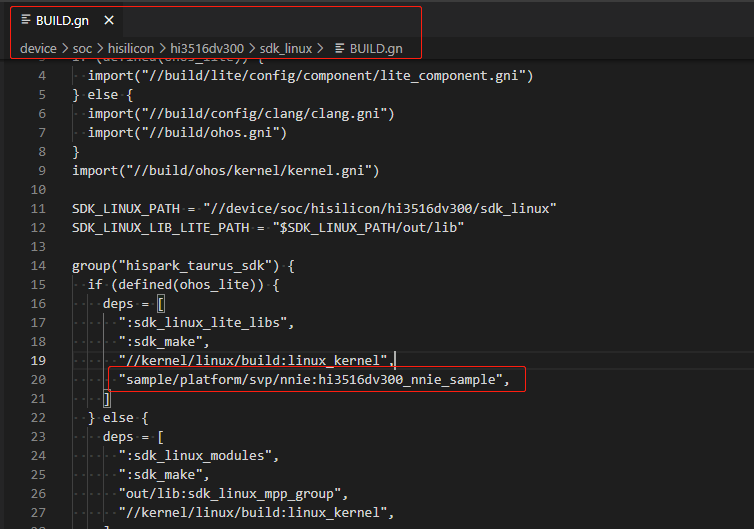 BUILD.gn ×
device > soc > hisilicon > hi3516dv300 > sdk_linux > BUILD.gn
3 if (defined(ohos_lite)) {
4 import("//build/lite/config/component/lite_component.gni")
5 } else {
6 import("//build/config/clang/clang.gni")
7 import("//build/ohos.gni")
8 }
9 import("//build/ohos/kernel/kernel.gni")
10
11 SDK_LINUX_PATH = "//device/soc/hisilicon/hi3516dv300/sdk_linux"
12 SDK_LINUX_LIB_LITE_PATH = "$SDK_LINUX_PATH/out/lib"
13
14 group("hispark_taurus_sdk") {
15 if (defined(ohos_lite)) {
16 deps = [
17 ":sdk_linux_lite_libs",
18 ":sdk_make",
19 "//kernel/linux/build:linux_kernel",
20 "sample/platform/svp/nnie:hi3516dv300_nnie_sample",
21 ]
22 } else {
23 deps = [
24 ":sdk_linux_modules",
25 ":sdk_make",
26 "out/lib:sdk_linux_mpp_group",
27 "//kernel/linux/build:linux_kernel",
28 ]